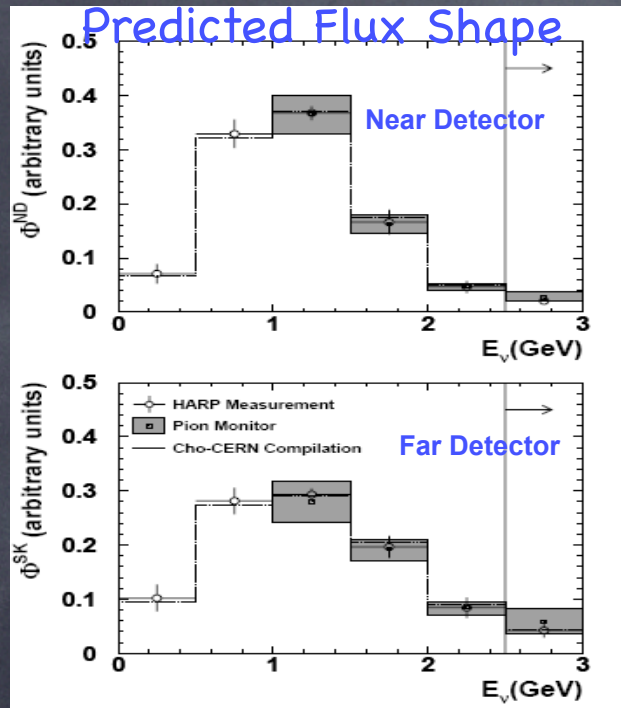 Predicted Flux Shape
Φ^ND (arbitrary units)
0.5
0.4
0.3
0.2
0.1
0
Near Detector
0 1 2 3
E_ν(GeV)
Φ^SK (arbitrary units)
0.5
0.4
0.3
0.2
0.1
0
HARP Measurement
Pion Monitor
Cho-CERN Compilation
Far Detector
0 1 2 3
E_ν(GeV)